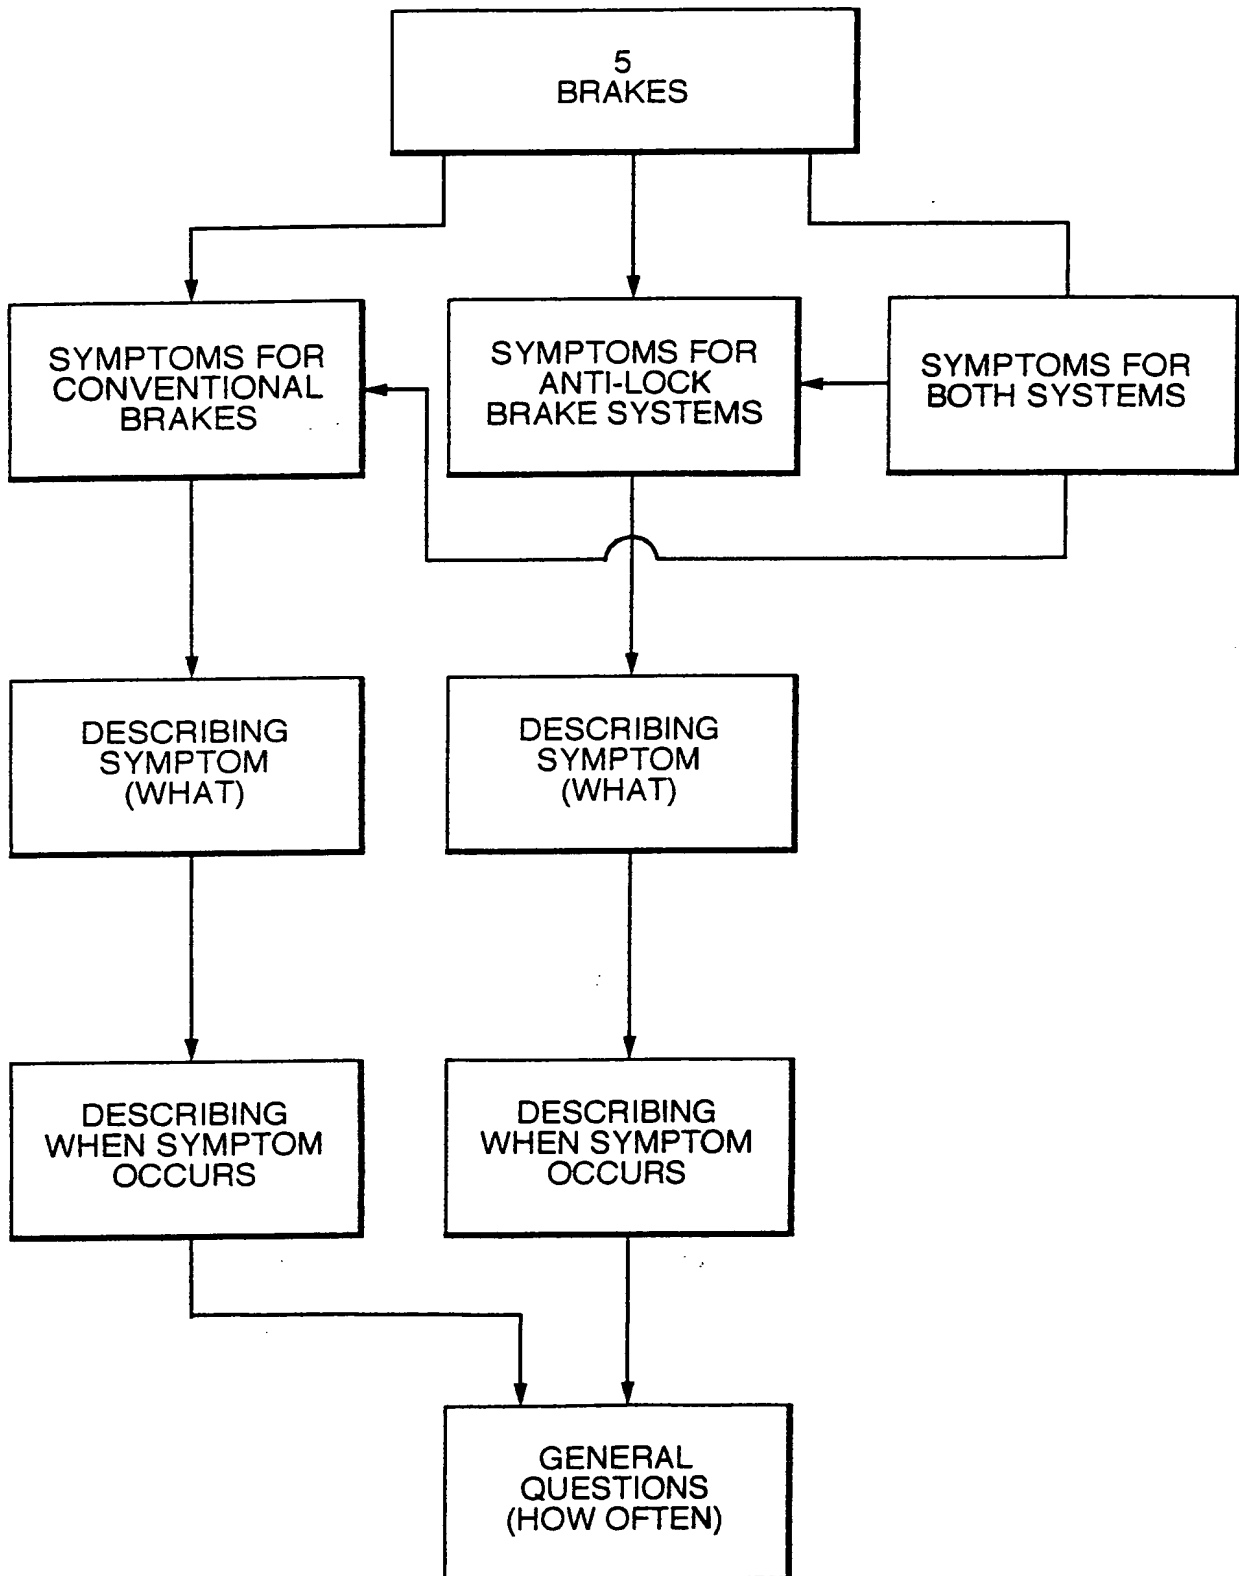 5
BRAKES
SYMPTOMS FOR
CONVENTIONAL
BRAKES
SYMPTOMS FOR
ANTI-LOCK
BRAKE SYSTEMS
SYMPTOMS FOR
BOTH SYSTEMS
DESCRIBING
SYMPTOM
(WHAT)
DESCRIBING
SYMPTOM
(WHAT)
DESCRIBING
WHEN SYMPTOM
OCCURS
DESCRIBING
WHEN SYMPTOM
OCCURS
GENERAL
QUESTIONS
(HOW OFTEN)